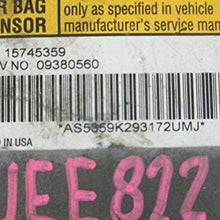 R BAG only as specified in vehicle
NSOR manufacturer's service man
15745359
V NO: 09380560
*AS5359K293172UMJ*
IN USA
JEE822